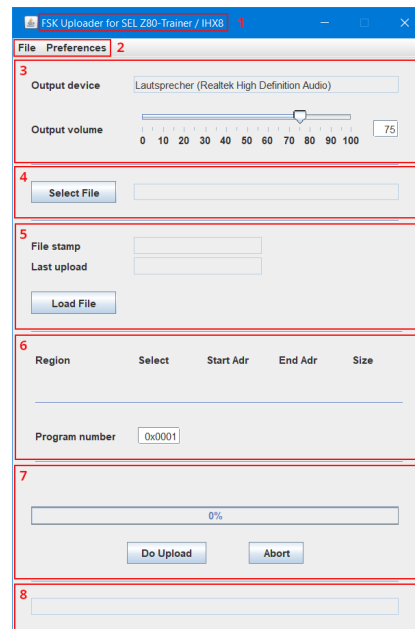 FSK Uploader for SEL Z80-Trainer / IHX8 1
File Preferences 2
3
Output device Lautsprecher (Realtek High Definition Audio)
Output volume 75
0 10 20 30 40 50 60 70 80 90 100
4
Select File
5
File stamp
Last upload
Load File
6
Region Select Start Adr End Adr Size
Program number 0x0001
7
0%
Do Upload Abort
8